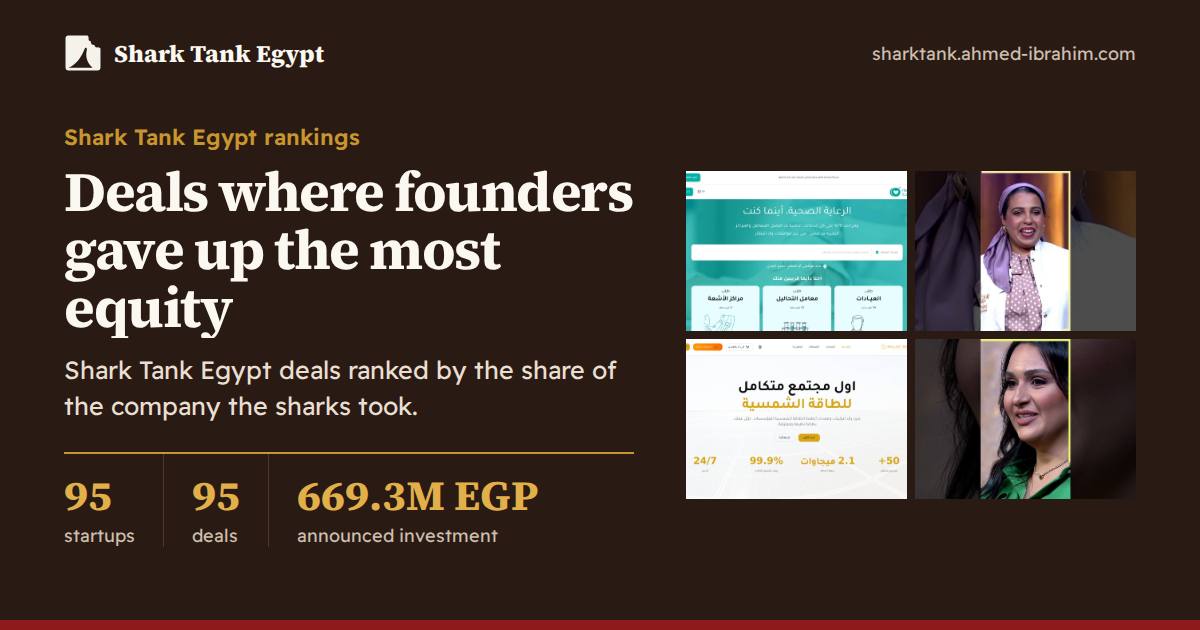 Shark Tank Egypt
sharktank.ahmed-ibrahim.com
Shark Tank Egypt rankings
Deals where founders
gave up the most
equity
Shark Tank Egypt deals ranked by the share of
the company the sharks took.
95
startups
95
deals
669.3M EGP
announced investment
الرعاية الصحية، أينما كنت
العيادات
معامل التحاليل
مراكز الأشعة
اول مجتمع متكامل
للطاقة الشمسية
+50
2.1 ميجاوات
99.9%
24/7